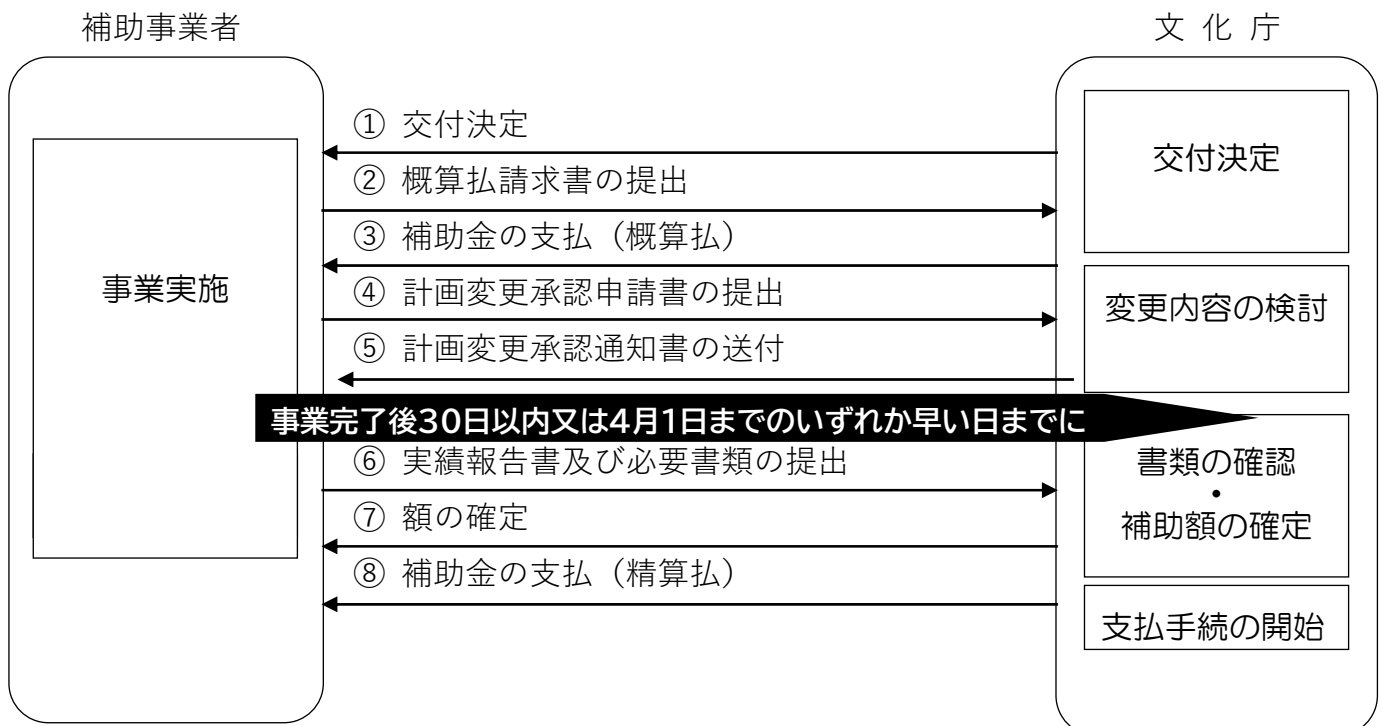 補助事業者
文 化 庁
① 交付決定
② 概算払請求書の提出
③ 補助金の支払（概算払）
④ 計画変更承認申請書の提出
⑤ 計画変更承認通知書の送付
事業完了後30日以内又は4月1日までのいずれか早い日までに
⑥ 実績報告書及び必要書類の提出
⑦ 額の確定
⑧ 補助金の支払（精算払）
事業実施
交付決定
変更内容の検討
書類の確認
・
補助額の確定
支払手続の開始